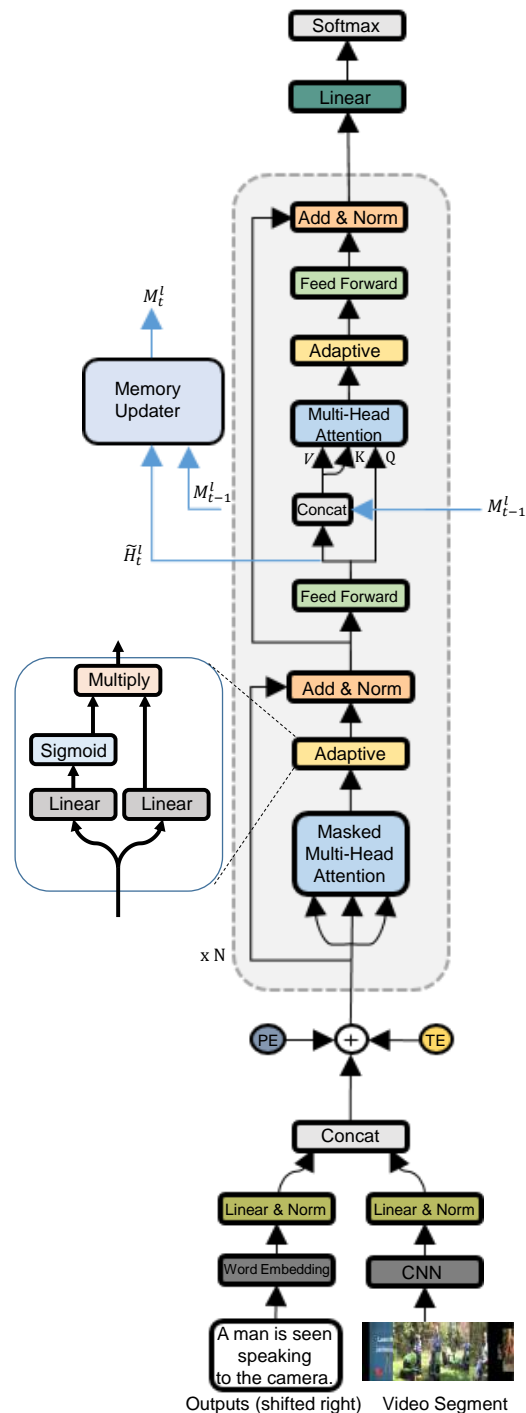 Softmax
Linear
Add & Norm
Feed Forward
Adaptive
Multi-Head
Attention
V K Q
Concat
$M_{t-1}^{l}$
$M_{t}^{l}$
Memory
Updater
$M_{t-1}^{l}$
$\widetilde{H}_{t}^{l}$
Feed Forward
Add & Norm
Adaptive
Masked
Multi-Head
Attention
x N
Multiply
Sigmoid
Linear Linear
PE + TE
Concat
Linear & Norm Linear & Norm
Word Embedding CNN
A man is seen
speaking
to the camera.
Outputs (shifted right) Video Segment